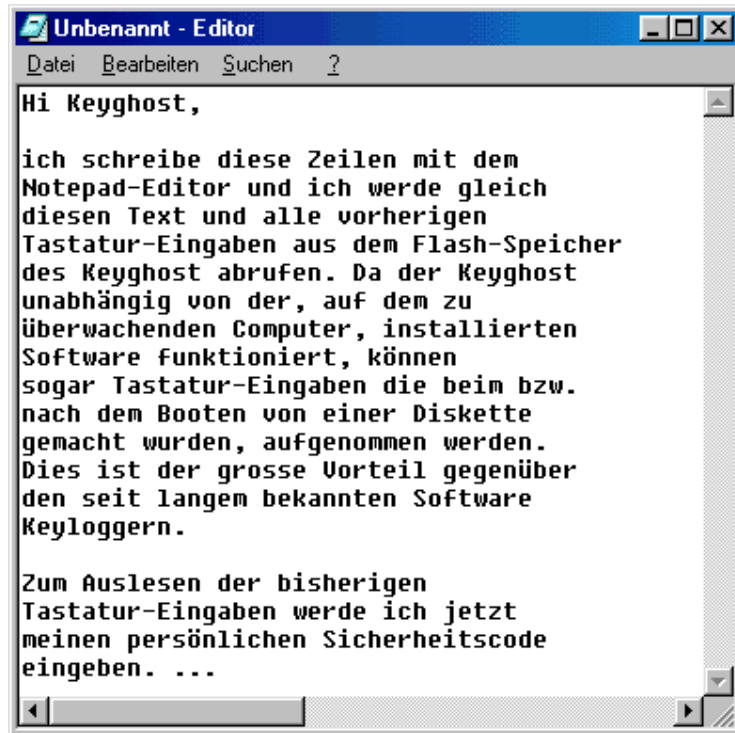 Unbenannt - Editor
Datei Bearbeiten Suchen ?
Hi Keyghost,
ich schreibe diese Zeilen mit dem
Notepad-Editor und ich werde gleich
diesen Text und alle vorherigen
Tastatur-Eingaben aus dem Flash-Speicher
des Keyghost abrufen. Da der Keyghost
unabhängig von der, auf dem zu
überwachenden Computer, installierten
Software funktioniert, können
sogar Tastatur-Eingaben die beim bzw.
nach dem Booten von einer Diskette
gemacht wurden, aufgenommen werden.
Dies ist der grosse Vorteil gegenüber
den seit langem bekannten Software
Keyloggern.
Zum Auslesen der bisherigen
Tastatur-Eingaben werde ich jetzt
meinen persönlichen Sicherheitscode
eingeben. ...